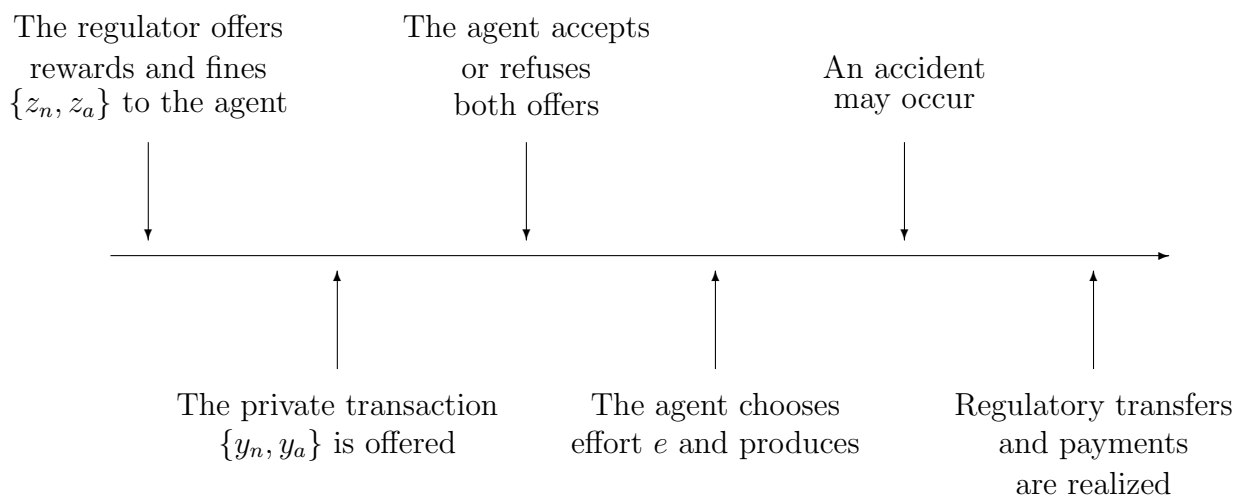 The regulator offers
rewards and fines
{z_n, z_a} to the agent
The agent accepts
or refuses
both offers
An accident
may occur
The private transaction
{y_n, y_a} is offered
The agent chooses
effort e and produces
Regulatory transfers
and payments
are realized